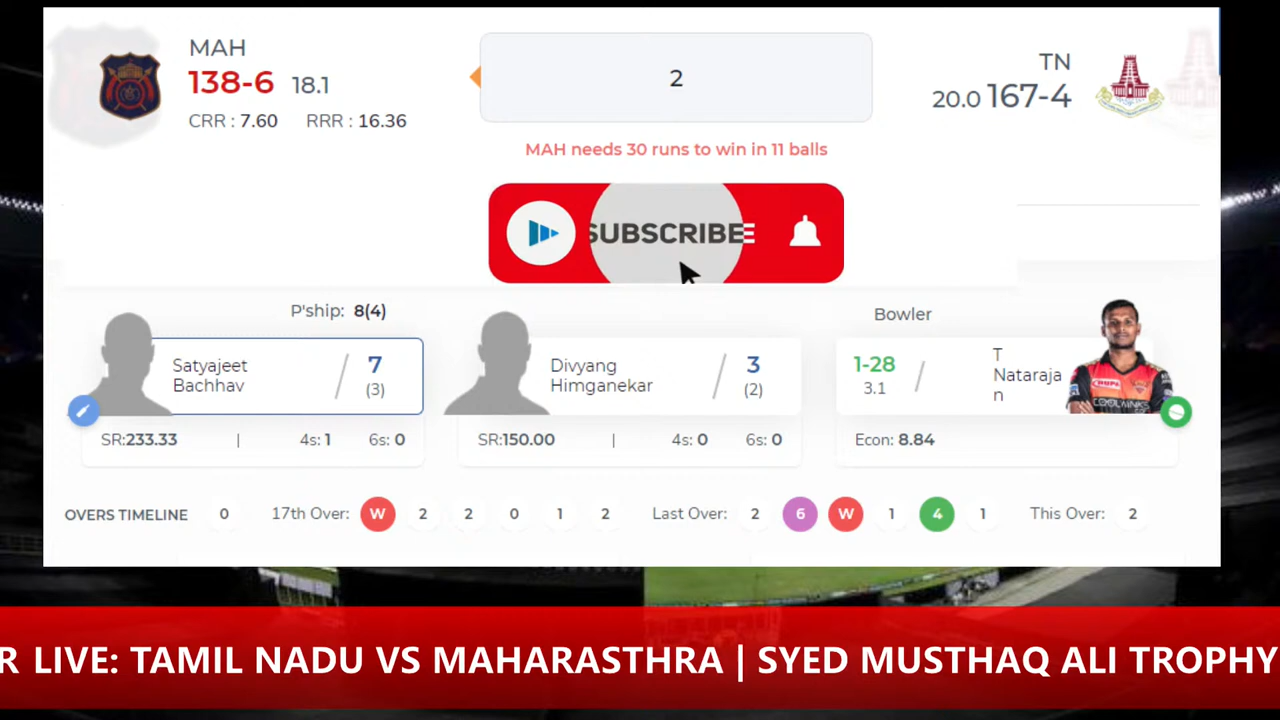 MAH
138-6 18.1
CRR : 7.60 RRR : 16.36
2
TN
20.0 167-4
MAH needs 30 runs to win in 11 balls
SUBSCRIBE
P'ship: 8(4)
Bowler
Satyajeet
Bachhav
7
(3)
Divyang
Himganekar
3
(2)
1-28
3.1
T
Nataraja
n
SR:233.33 | 4s: 1 6s: 0
SR:150.00 | 4s: 0 6s: 0
Econ: 8.84
OVERS TIMELINE 0 17th Over: W 2 2 0 1 2 Last Over: 2 6 W 1 4 1 This Over: 2
R LIVE: TAMIL NADU VS MAHARASTHRA | SYED MUSTHAQ ALI TROPHY